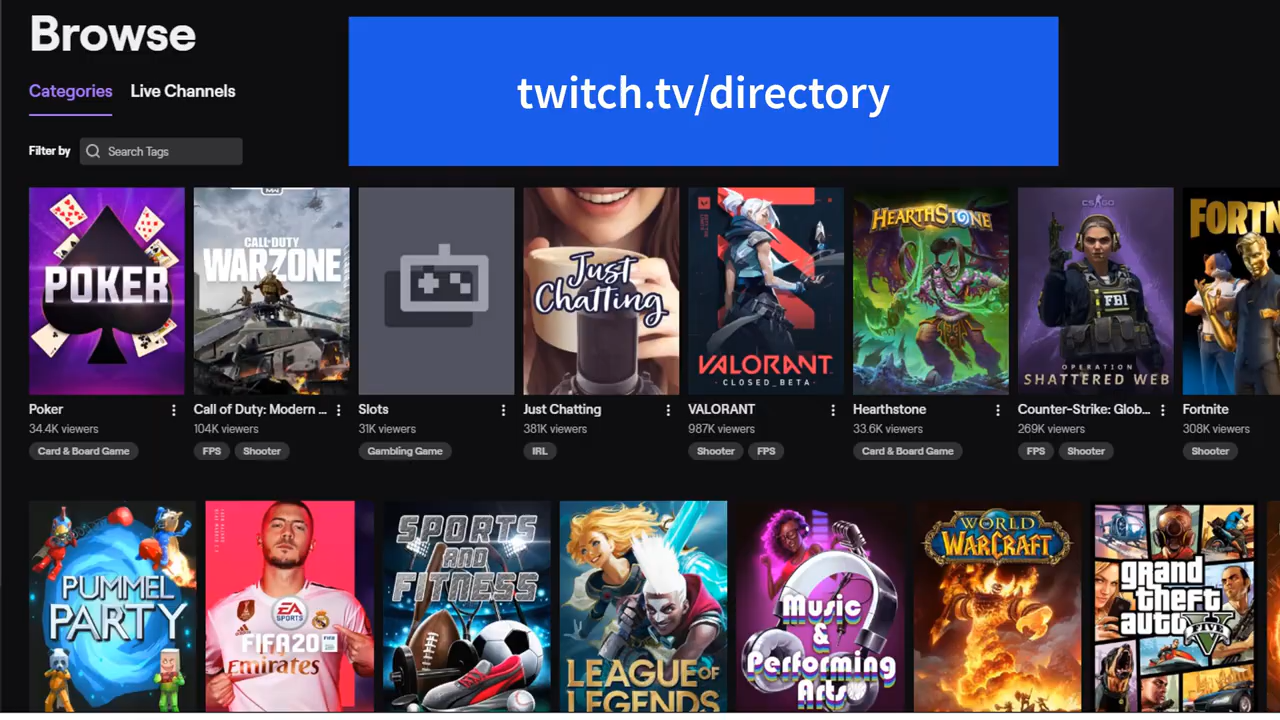 Browse
twitch.tv/directory
Categories
Live Channels
Filter by
Search Tags
POKER
CALL OF DUTY
WARZONE
Just
Chatting
VALORANT
CLOSED_BETA
HEARTHSTONE
CS GO
FBI
OPERATION
SHATTERED WEB
FORTN
Poker
34.4K viewers
Card & Board Game
Call of Duty: Modern ...
104K viewers
FPS
Shooter
Slots
31K viewers
Gambling Game
Just Chatting
381K viewers
IRL
VALORANT
987K viewers
Shooter
FPS
Hearthstone
33.6K viewers
Card & Board Game
Counter-Strike: Glob...
269K viewers
FPS
Shooter
Fortnite
308K viewers
Shooter
PUMMEL
PARTY
EA
SPORTS
FIFA20
Emirates
SPORTS
AND
FITNESS
LEAGUE OF
LEGENDS
Music
&
Performing
Arts
WORLD
OF
WARCRAFT
grand
theft
auto
FIVE